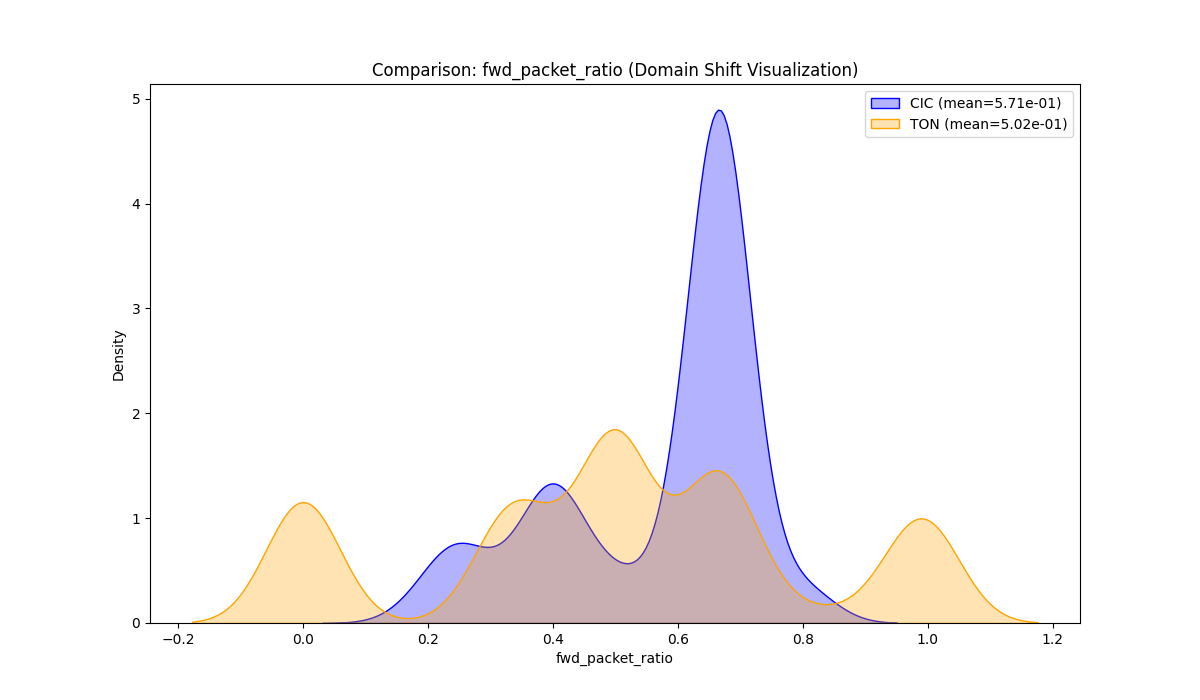 Comparison: fwd_packet_ratio (Domain Shift Visualization)
CIC (mean=5.71e-01)
TON (mean=5.02e-01)
5
4
3
2
1
0
Density
−0.2 0.0 0.2 0.4 0.6 0.8 1.0 1.2
fwd_packet_ratio